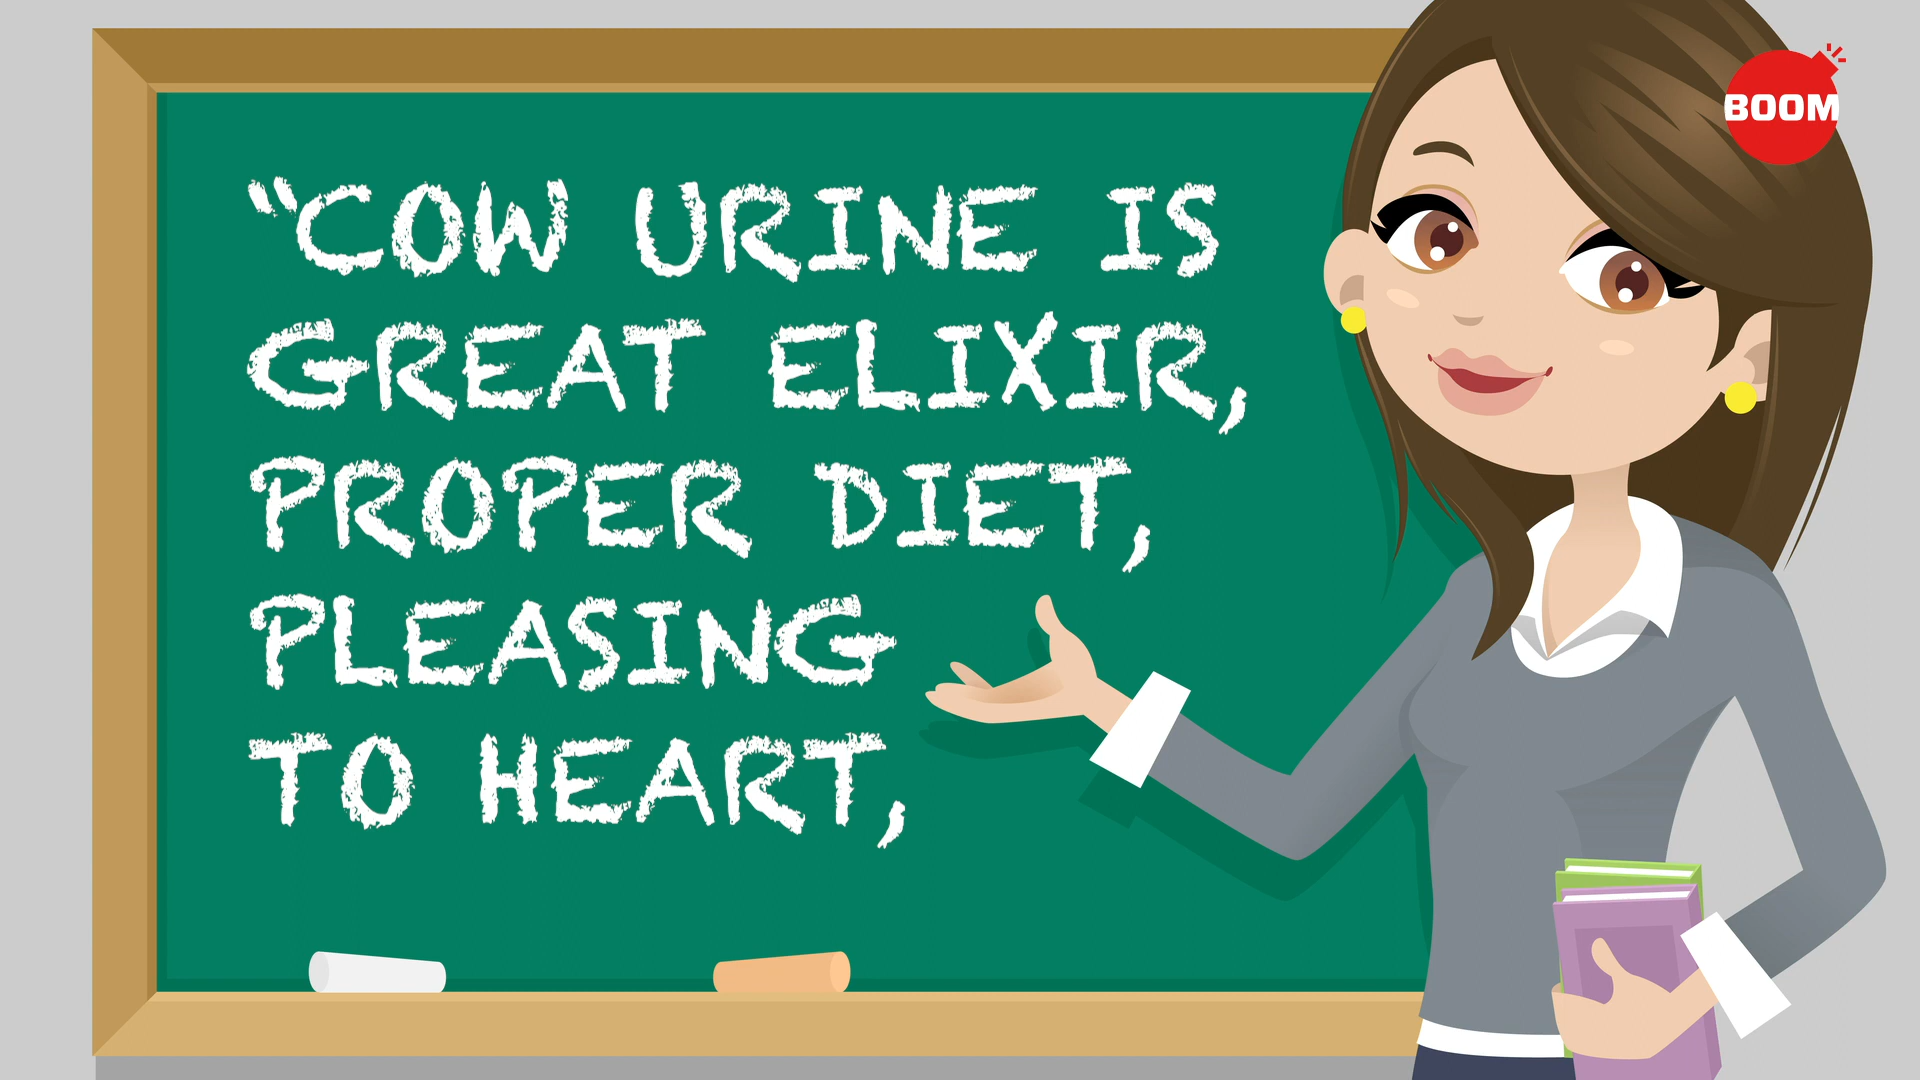 “COW URINE IS
GREAT ELIXIR,
PROPER DIET,
PLEASING
TO HEART,
BOOM